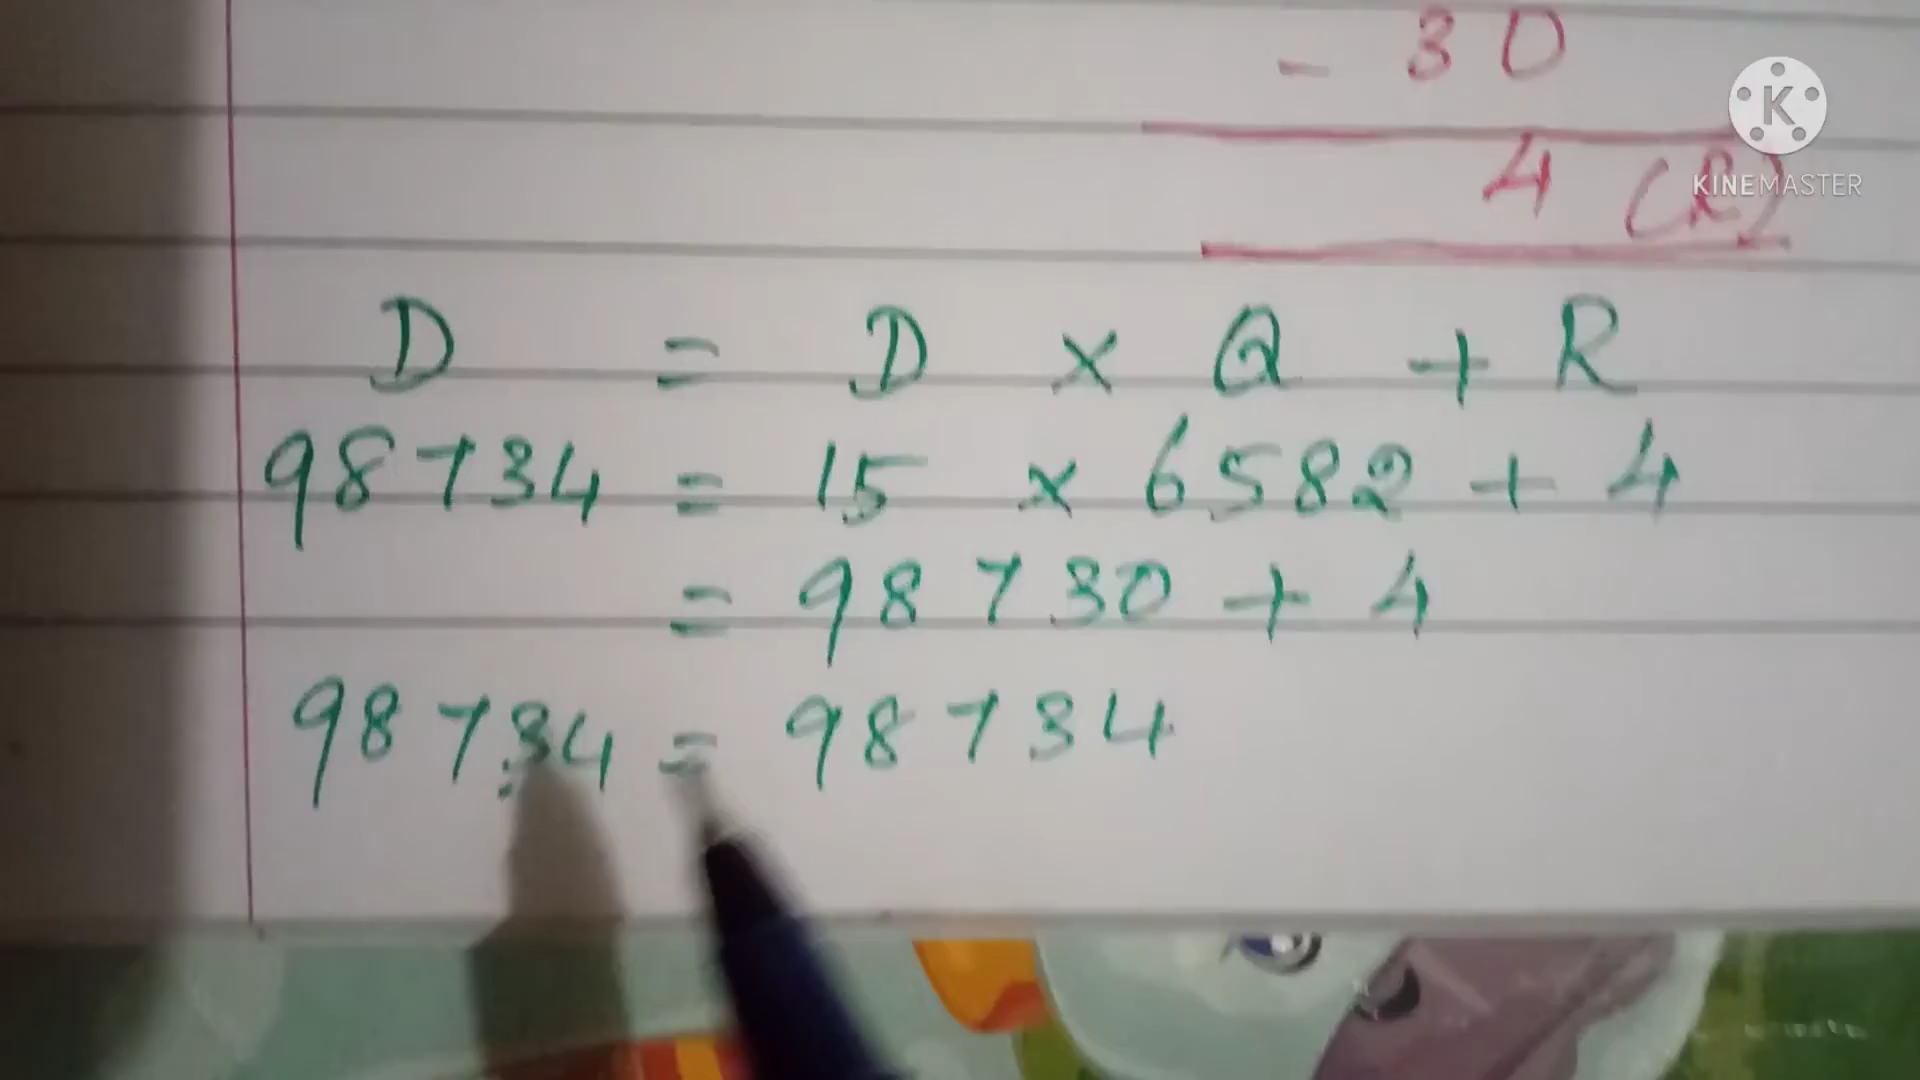 - 30
4 (R)
K
KINEMASTER
D = D × Q + R
98734 = 15 × 6582 + 4
= 98730 + 4
98734 = 98734